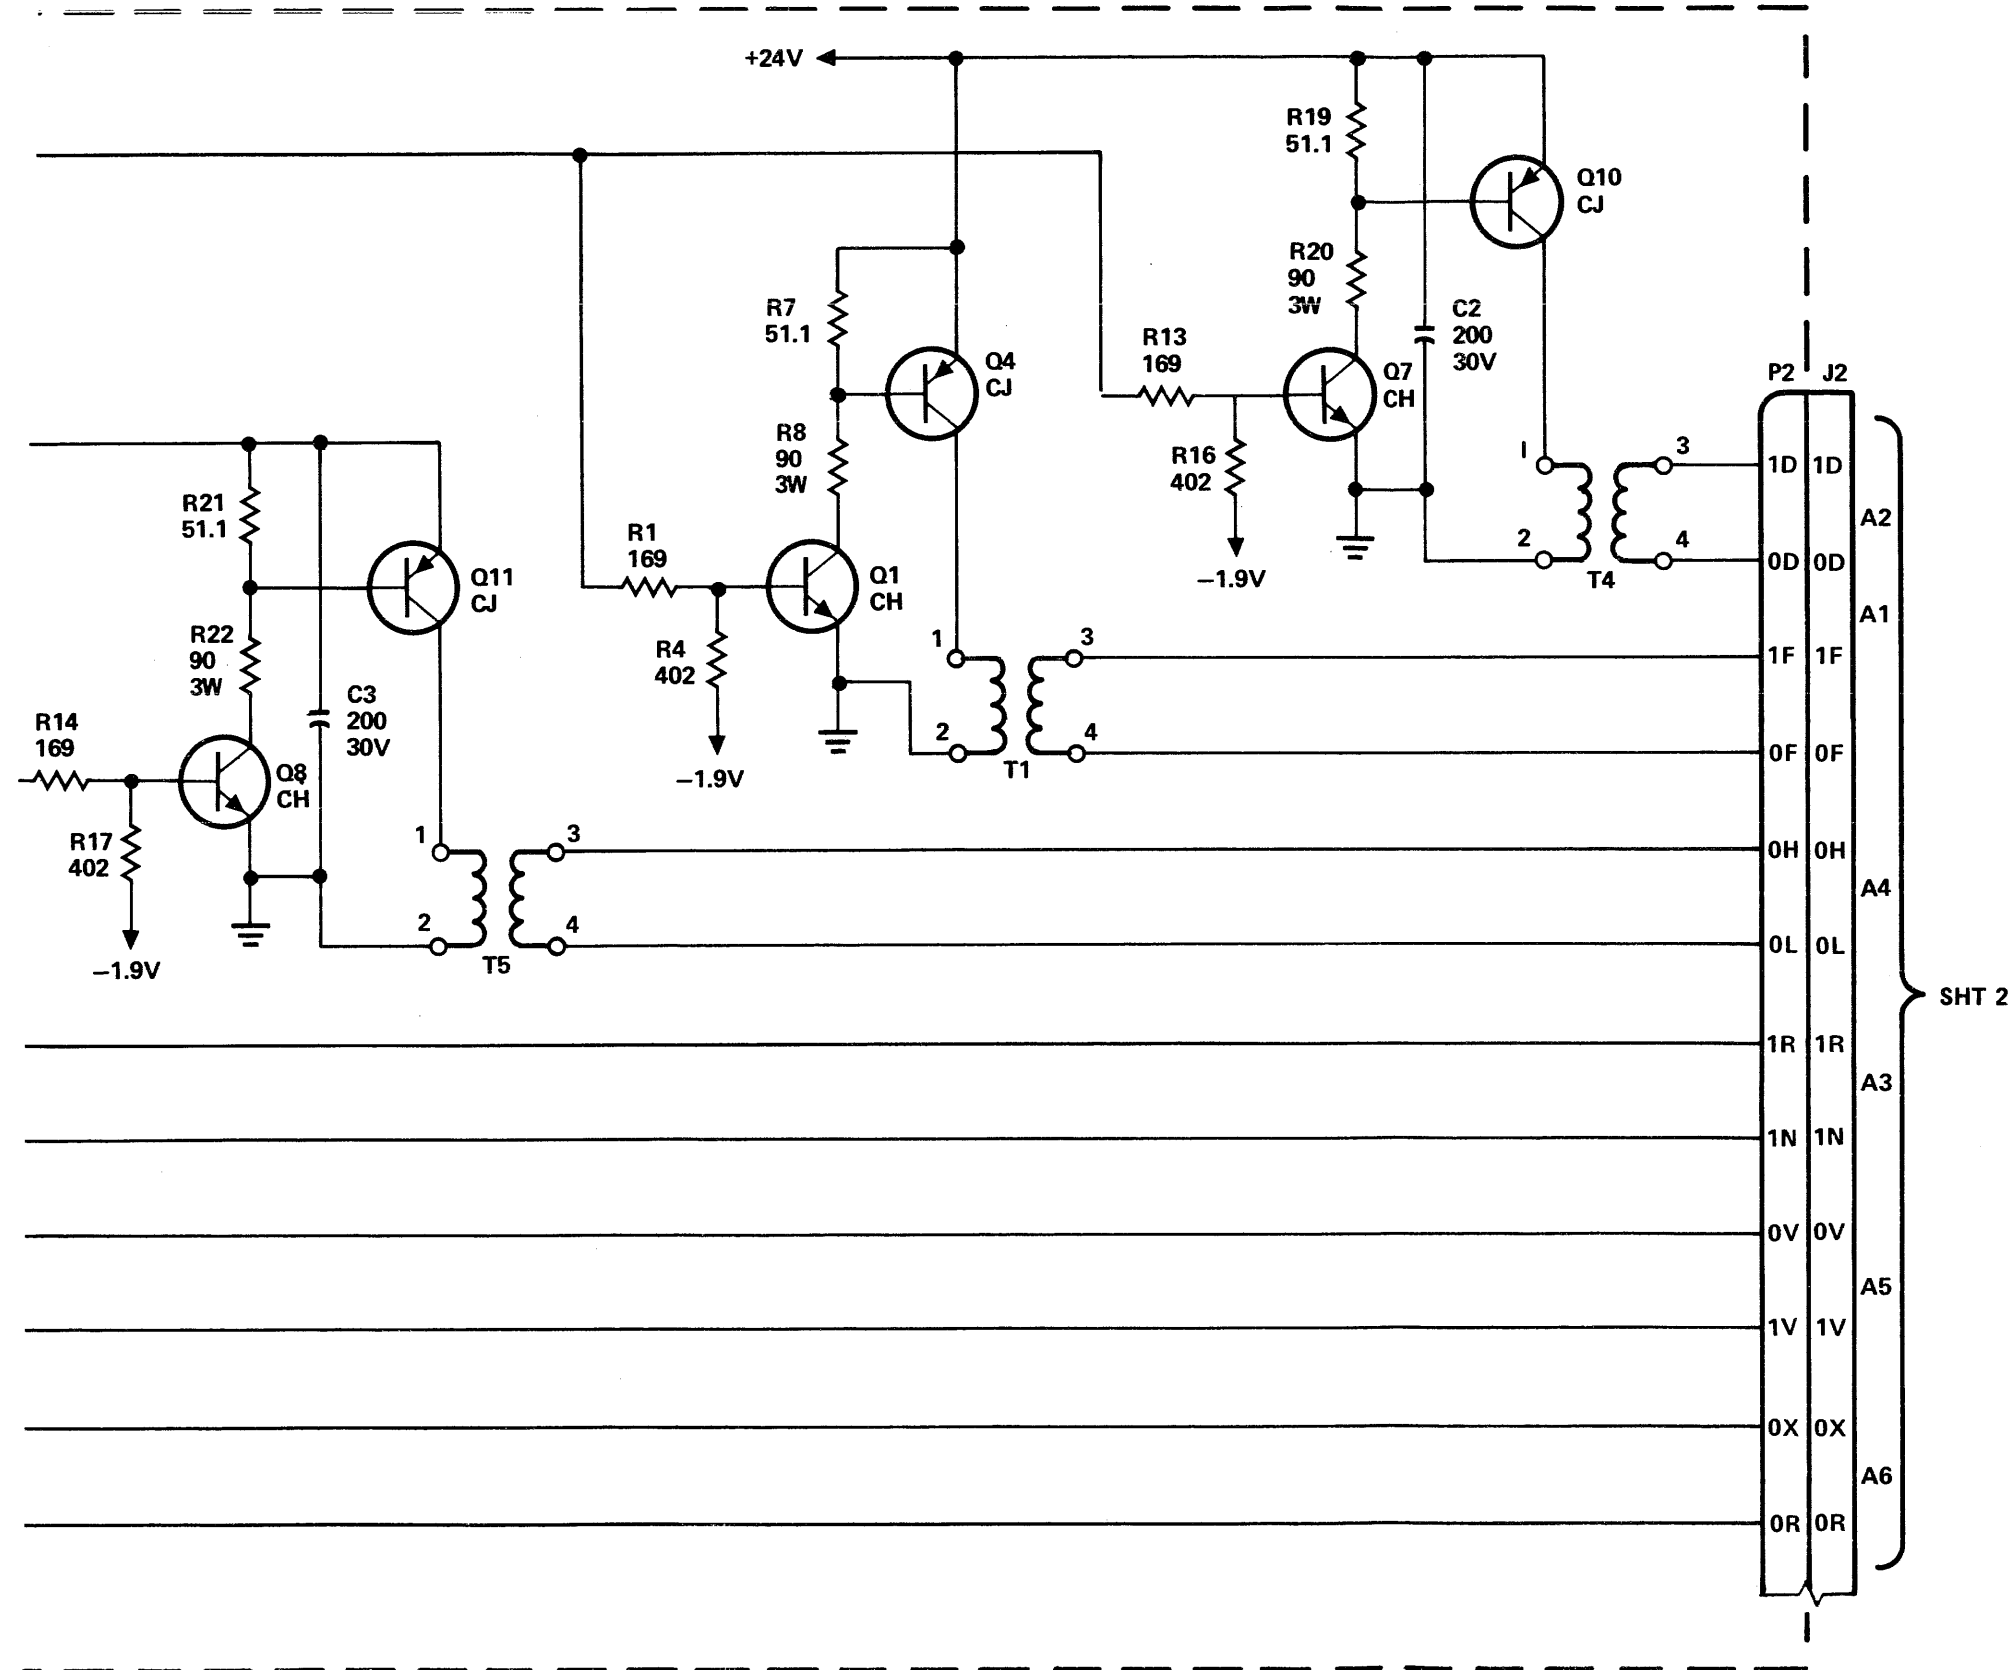 +24V
R19
51.1
Q10
CJ
R20
90
3W
R7
51.1
C2
200
30V
R13
169
Q4
CJ
Q7
CH
P2 J2
R8
90
3W
R16
402
I
3
1D 1D
A2
R21
51.1
R1
169
2
4
0D 0D
T4
–1.9V
Q11
CJ
Q1
CH
A1
R22
90
3W
R4
402
1
3
1F 1F
C3
200
30V
R14
169
2
4
0F 0F
T1
–1.9V
Q8
CH
R17
402
1
3
0H 0H
A4
2
4
0L 0L
T5
–1.9V
SHT 2
1R 1R
A3
1N 1N
0V 0V
A5
1V 1V
0X 0X
A6
0R 0R